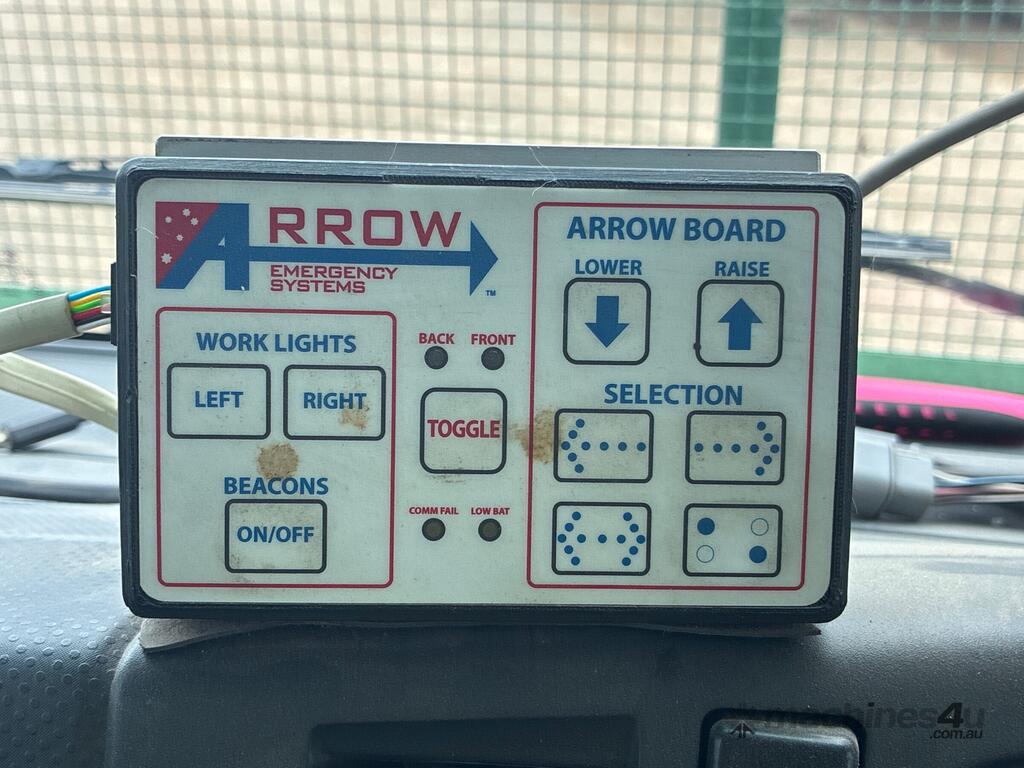 ARROW
EMERGENCY
SYSTEMS
™
WORK LIGHTS
LEFT
RIGHT
BEACONS
ON/OFF
BACK
FRONT
TOGGLE
COMM FAIL
LOW BAT
ARROW BOARD
LOWER
RAISE
SELECTION
machines4u
.com.au